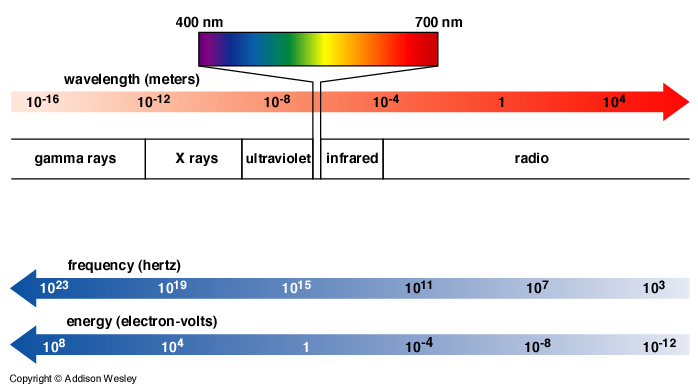 400 nm 700 nm
wavelength (meters)
10⁻¹⁶ 10⁻¹² 10⁻⁸ 10⁻⁴ 1 10⁴
gamma rays X rays ultraviolet infrared radio
frequency (hertz)
10²³ 10¹⁹ 10¹⁵ 10¹¹ 10⁷ 10³
energy (electron-volts)
10⁸ 10⁴ 1 10⁻⁴ 10⁻⁸ 10⁻¹²
Copyright © Addison Wesley